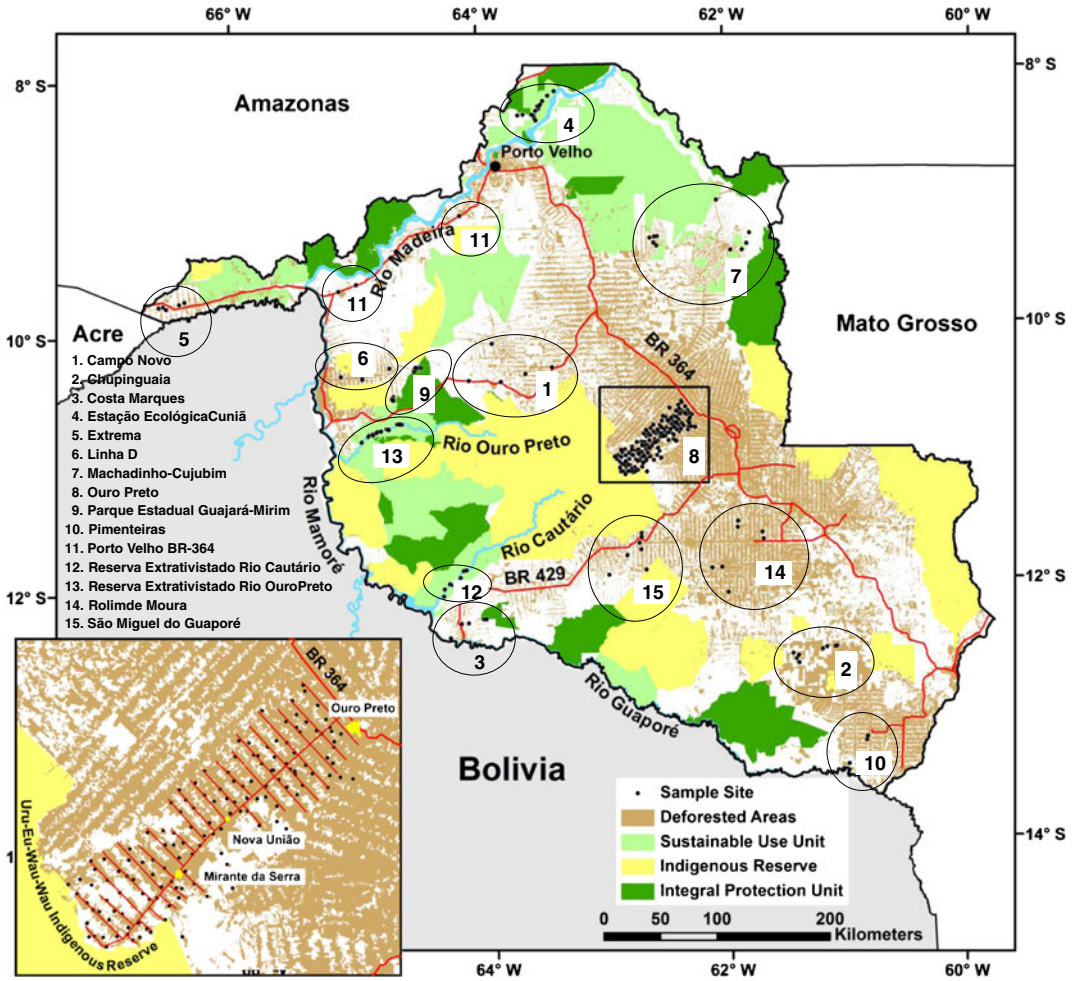 66° W
64° W
62° W
60° W
8° S
8° S
Amazonas
4
Porto Velho
11
Rio Madeira
7
11
5
10° S
10° S
Acre
Mato Grosso
BR 364
1. Campo Novo
2. Chupinguaia
3. Costa Marques
4. Estação EcológicaCuniã
5. Extrema
6. Linha D
7. Machadinho-Cujubim
8. Ouro Preto
9. Parque Estadual Guajará-Mirim
10. Pimenteiras
11. Porto Velho BR-364
12. Reserva Extrativistado Rio Cautário
13. Reserva Extrativistado Rio OuroPreto
14. Rolimde Moura
15. São Miguel do Guaporé
6
9
1
Rio Ouro Preto
8
13
Rio Mamoré
Rio Cautário
BR 429
12
15
14
12° S
12° S
3
2
Rio Guaporé
10
Bolivia
BR 364
Ouro Preto
Nova União
Mirante da Serra
Uru-Eu-Wau-Wau Indigenous Reserve
1
14° S
Sample Site
Deforested Areas
Sustainable Use Unit
Indigenous Reserve
Integral Protection Unit
0 50 100 200
Kilometers
64° W
62° W
60° W